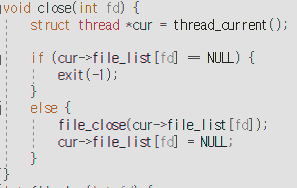 void close(int fd) {
    struct thread *cur = thread_current();

    if (cur->file_list[fd] == NULL) {
        exit(-1);
    }
    else {
        file_close(cur->file_list[fd]);
        cur->file_list[fd] = NULL;
    }
}